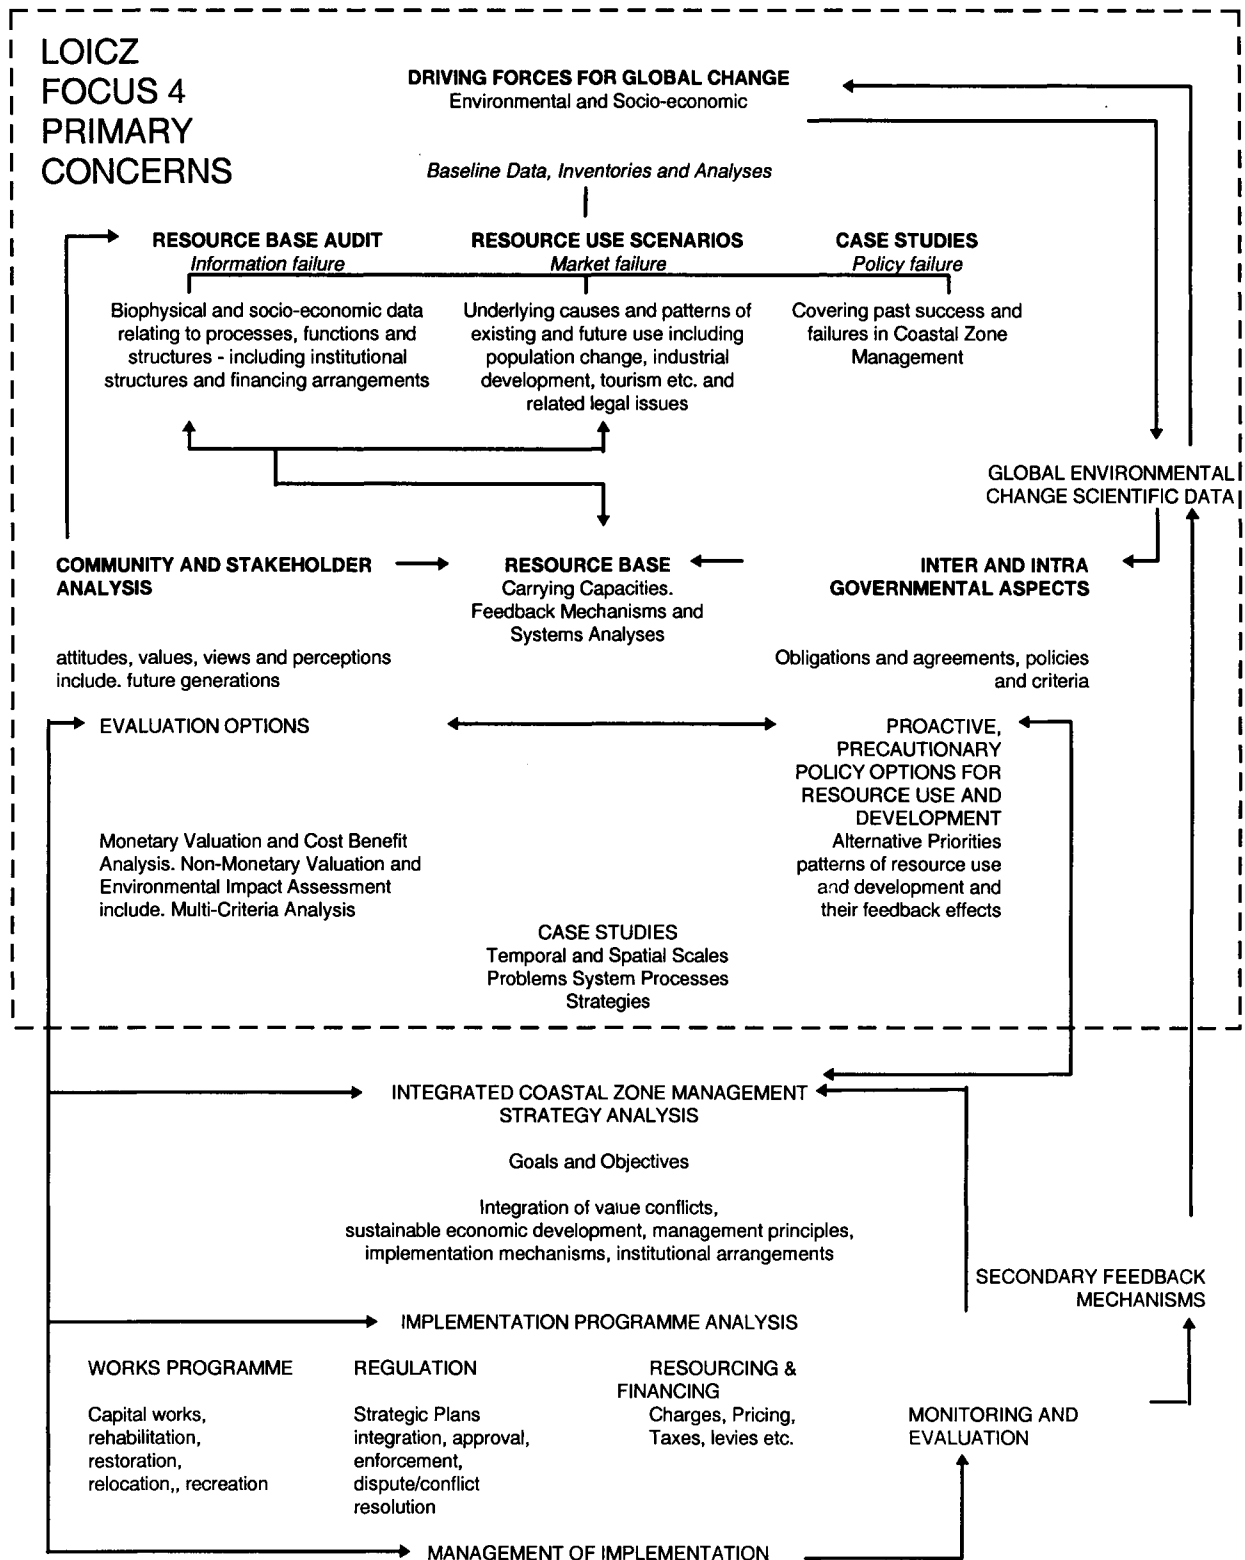 LOICZ
FOCUS 4
PRIMARY
CONCERNS
DRIVING FORCES FOR GLOBAL CHANGE
Environmental and Socio-economic
Baseline Data, Inventories and Analyses
RESOURCE BASE AUDIT
Information failure
RESOURCE USE SCENARIOS
Market failure
CASE STUDIES
Policy failure
Biophysical and socio-economic data
relating to processes, functions and
structures - including institutional
structures and financing arrangements
Underlying causes and patterns of
existing and future use including
population change, industrial
development, tourism etc. and
related legal issues
Covering past success and
failures in Coastal Zone
Management
GLOBAL ENVIRONMENTAL
CHANGE SCIENTIFIC DATA
COMMUNITY AND STAKEHOLDER
ANALYSIS
RESOURCE BASE
Carrying Capacities.
Feedback Mechanisms and
Systems Analyses
INTER AND INTRA
GOVERNMENTAL ASPECTS
attitudes, values, views and perceptions
include. future generations
Obligations and agreements, policies
and criteria
EVALUATION OPTIONS
PROACTIVE,
PRECAUTIONARY
POLICY OPTIONS FOR
RESOURCE USE AND
DEVELOPMENT
Alternative Priorities
patterns of resource use
and development and
their feedback effects
Monetary Valuation and Cost Benefit
Analysis. Non-Monetary Valuation and
Environmental Impact Assessment
include. Multi-Criteria Analysis
CASE STUDIES
Temporal and Spatial Scales
Problems System Processes
Strategies
INTEGRATED COASTAL ZONE MANAGEMENT
STRATEGY ANALYSIS
Goals and Objectives
Integration of value conflicts,
sustainable economic development, management principles,
implementation mechanisms, institutional arrangements
SECONDARY FEEDBACK
MECHANISMS
IMPLEMENTATION PROGRAMME ANALYSIS
WORKS PROGRAMME
Capital works,
rehabilitation,
restoration,
relocation,, recreation
REGULATION
Strategic Plans
integration, approval,
enforcement,
dispute/conflict
resolution
RESOURCING &
FINANCING
Charges, Pricing,
Taxes, levies etc.
MONITORING AND
EVALUATION
MANAGEMENT OF IMPLEMENTATION